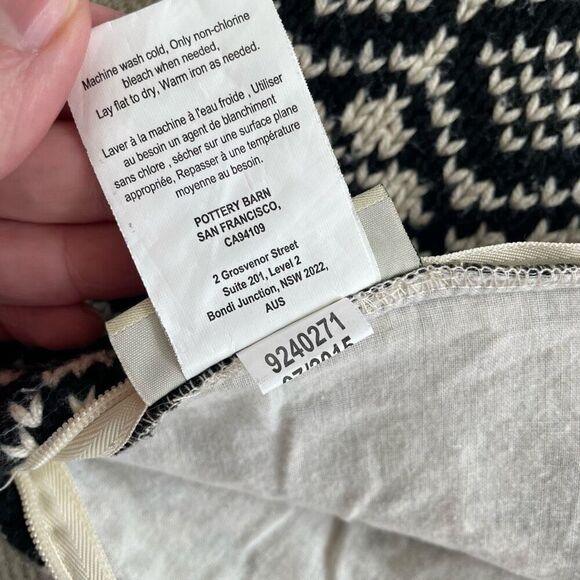 Machine wash cold, Only non-chlorine
bleach when needed,
Lay flat to dry, Warm iron as needed.
Laver à la machine à l'eau froide , Utiliser
au besoin un agent de blanchiment
sans chlore , sécher sur une surface plane
appropriée, Repasser à une température
moyenne au besoin.
POTTERY BARN
SAN FRANCISCO,
CA94109
2 Grosvenor Street
Suite 201, Level 2
Bondi Junction, NSW 2022,
AUS
9240271
07/2015